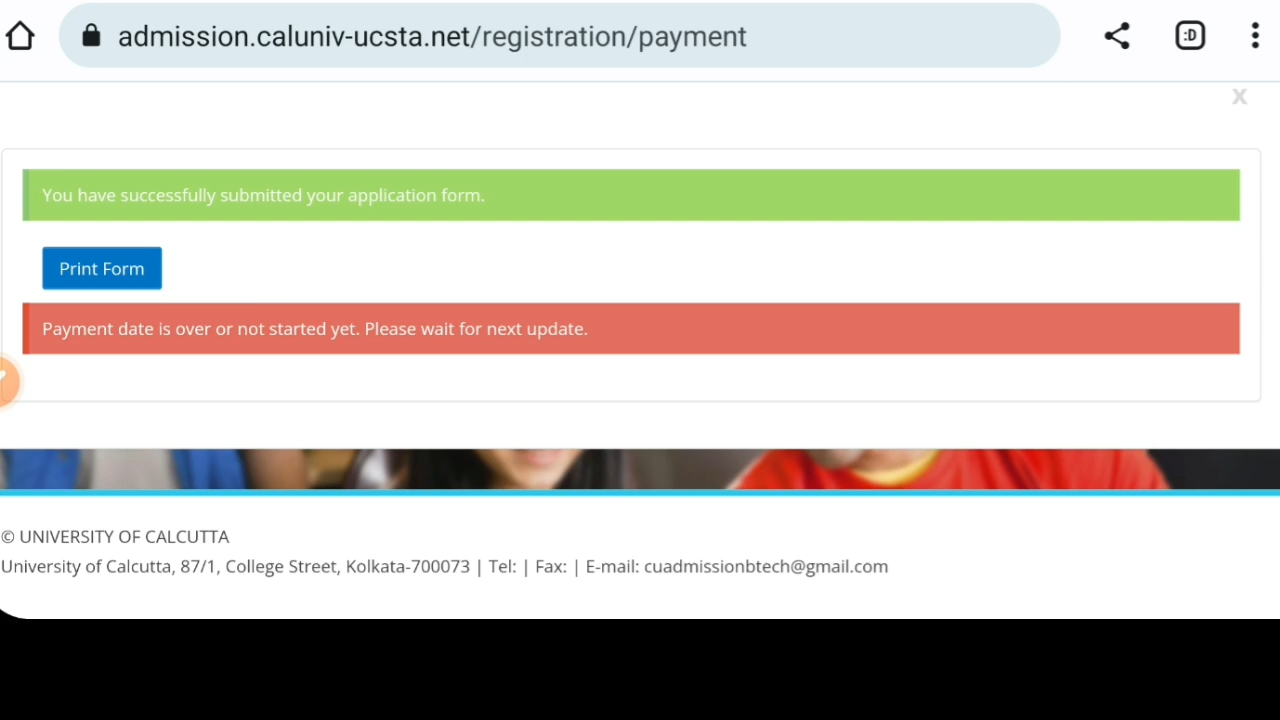 admission.caluniv-ucsta.net/registration/payment
:D
X
You have successfully submitted your application form.
Print Form
Payment date is over or not started yet. Please wait for next update.
© UNIVERSITY OF CALCUTTA
University of Calcutta, 87/1, College Street, Kolkata-700073 | Tel: | Fax: | E-mail: cuadmissionbtech@gmail.com